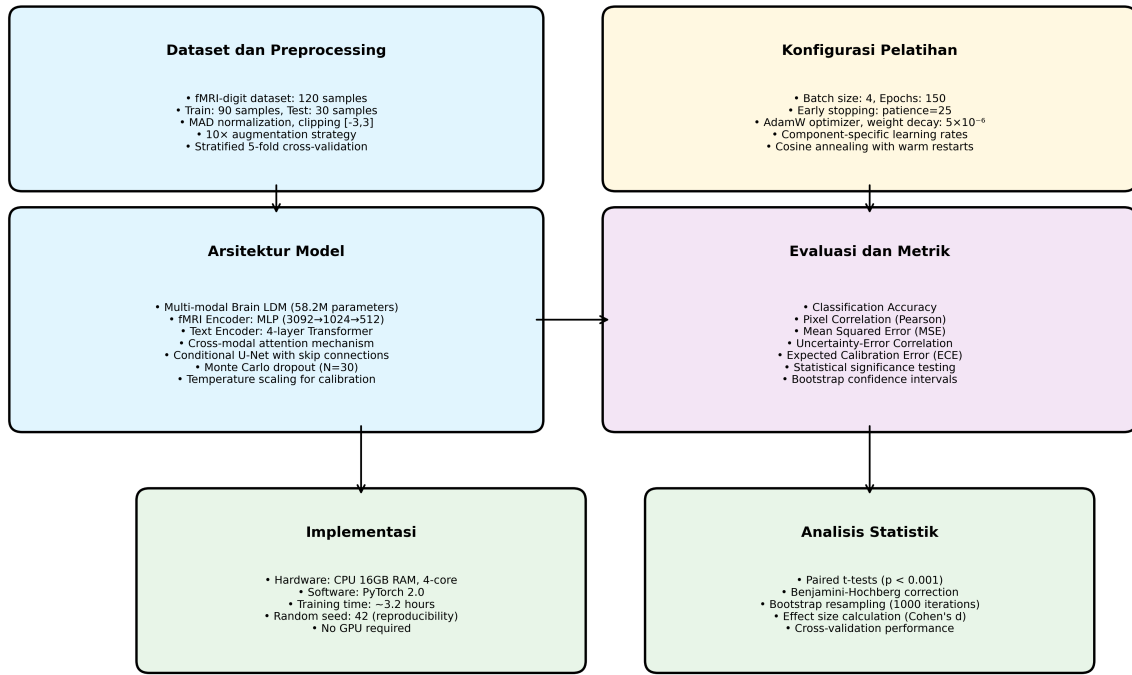 Dataset dan Preprocessing
• fMRI-digit dataset: 120 samples
• Train: 90 samples, Test: 30 samples
• MAD normalization, clipping [-3,3]
• 10× augmentation strategy
• Stratified 5-fold cross-validation
Konfigurasi Pelatihan
• Batch size: 4, Epochs: 150
• Early stopping: patience=25
• AdamW optimizer, weight decay: 5×10⁻⁶
• Component-specific learning rates
• Cosine annealing with warm restarts
Arsitektur Model
• Multi-modal Brain LDM (58.2M parameters)
• fMRI Encoder: MLP (3092→1024→512)
• Text Encoder: 4-layer Transformer
• Cross-modal attention mechanism
• Conditional U-Net with skip connections
• Monte Carlo dropout (N=30)
• Temperature scaling for calibration
Evaluasi dan Metrik
• Classification Accuracy
• Pixel Correlation (Pearson)
• Mean Squared Error (MSE)
• Uncertainty-Error Correlation
• Expected Calibration Error (ECE)
• Statistical significance testing
• Bootstrap confidence intervals
Implementasi
• Hardware: CPU 16GB RAM, 4-core
• Software: PyTorch 2.0
• Training time: ~3.2 hours
• Random seed: 42 (reproducibility)
• No GPU required
Analisis Statistik
• Paired t-tests (p < 0.001)
• Benjamini-Hochberg correction
• Bootstrap resampling (1000 iterations)
• Effect size calculation (Cohen's d)
• Cross-validation performance